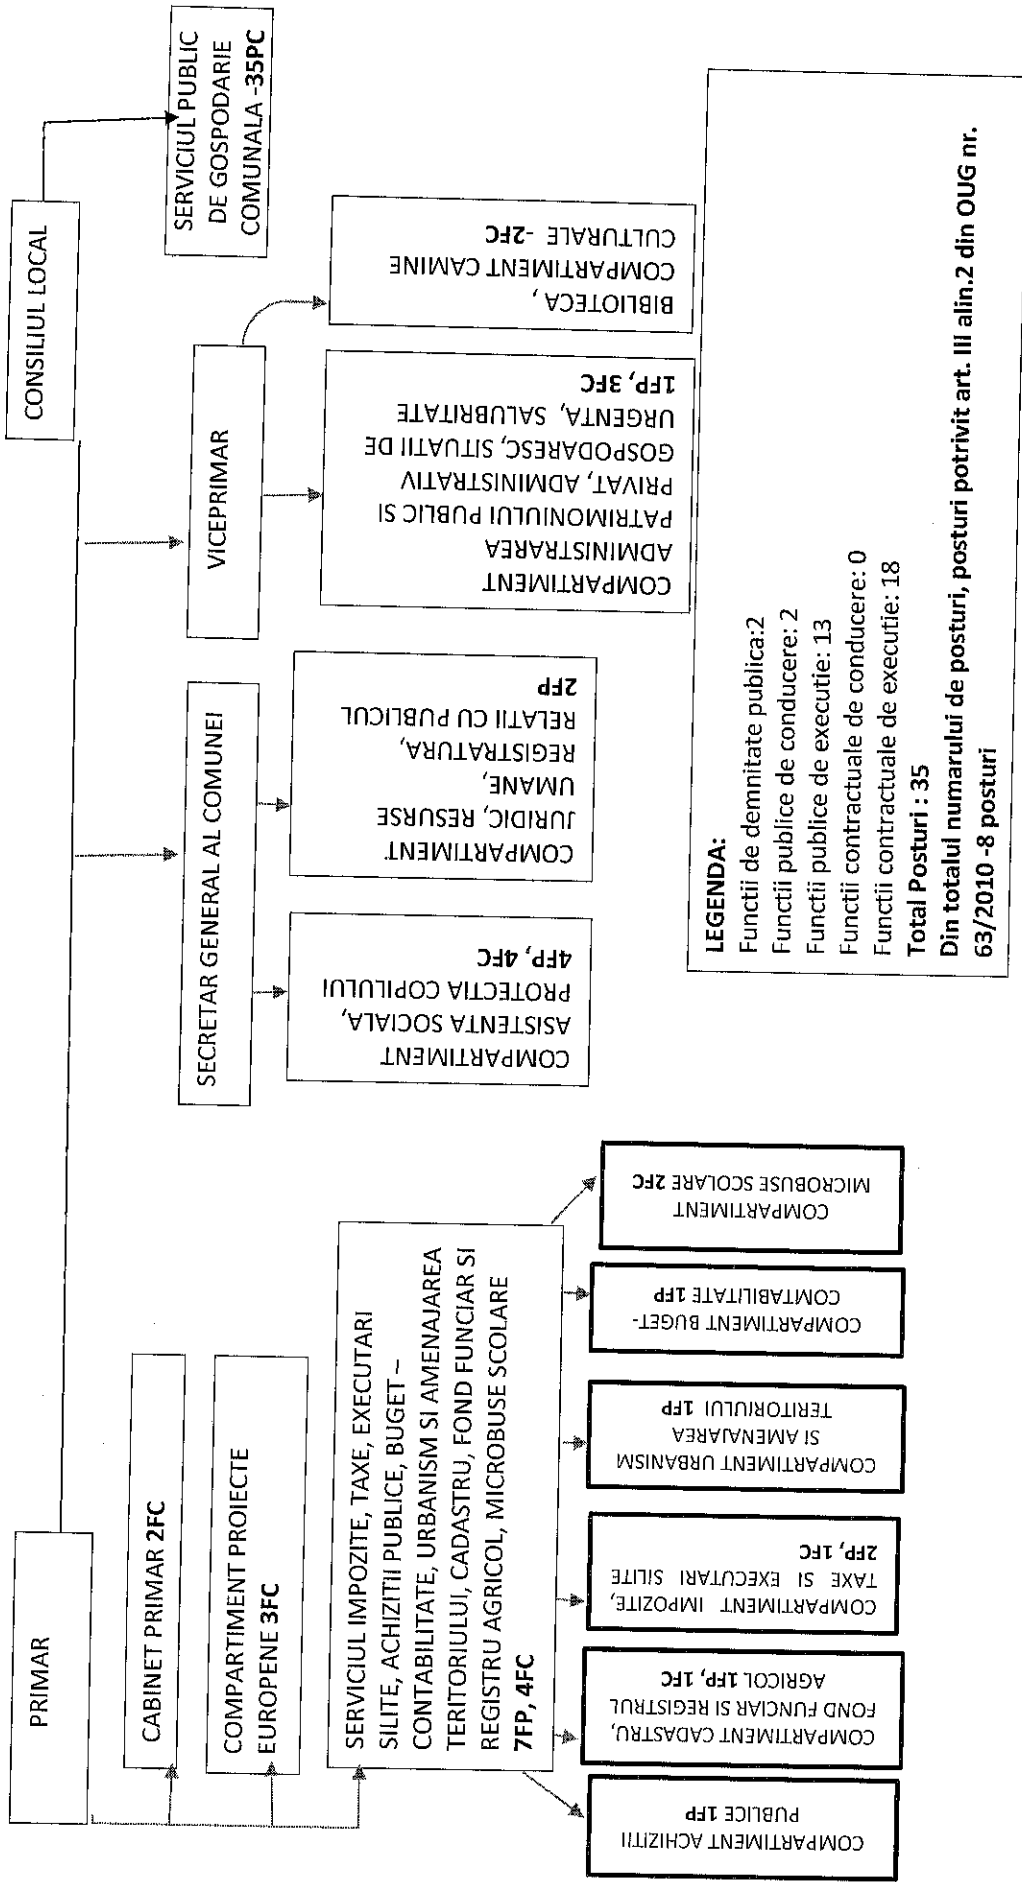 PRIMAR
CONSILIUL LOCAL
CABINET PRIMAR 2FC
COMPARTIMENT PROIECTE
EUROPENE 3FC
SERVICIUL IMPOZITE, TAXE, EXECUTARI
SILITE, ACHIZITII PUBLICE, BUGET –
CONTABILITATE, URBANISM SI AMENAJAREA
TERITORIULUI, CADASTRU, FOND FUNCIAR SI
REGISTRU AGRICOL, MICROBUSE SCOLARE
7FP, 4FC
COMPARTIMENT ACHIZITII
PUBLICE 1FP
COMPARTIMENT CADASTRU,
FOND FUNCIAR SI REGISTRUL
AGRICOL 1FP, 1FC
COMPARTIMENT IMPOZITE,
TAXE SI EXECUTARI SILITE
2FP, 1FC
COMPARTIMENT URBANISM
SI AMENAJAREA
TERITORIULUI 1FP
COMPARTIMENT BUGET-
COMTABILITATE 1FP
COMPARTIMENT
MICROBUSE SCOLARE 2FC
SECRETAR GENERAL AL COMUNEI
COMPARTIMENT
ASISTENTA SOCIALA,
PROTECTIA COPILULUI
4FP, 4FC
COMPARTIMENT
JURIDIC, RESURSE
UMANE,
REGISTRATURA,
RELATII CU PUBLICUL
2FP
VICEPRIMAR
COMPARTIMENT
ADMINISTRAREA
PATRIMONIULUI PUBLIC SI
PRIVAT, ADMINISTRATIV
GOSPODARESC, SITUATII DE
URGENTA, SALUBRITATE
1FP, 3FC
BIBLIOTECA ,
COMPARTIMENT CAMINE
CULTURALE -2FC
SERVICIUL PUBLIC
DE GOSPODARIE
COMUNALA -35PC
LEGENDA:
Functii de demnitate publica:2
Functii publice de conducere: 2
Functii publice de executie: 13
Functii contractuale de conducere: 0
Functii contractuale de executie: 18
Total Posturi : 35
Din totalul numarului de posturi, posturi potrivit art. III alin.2 din OUG nr.
63/2010 -8 posturi